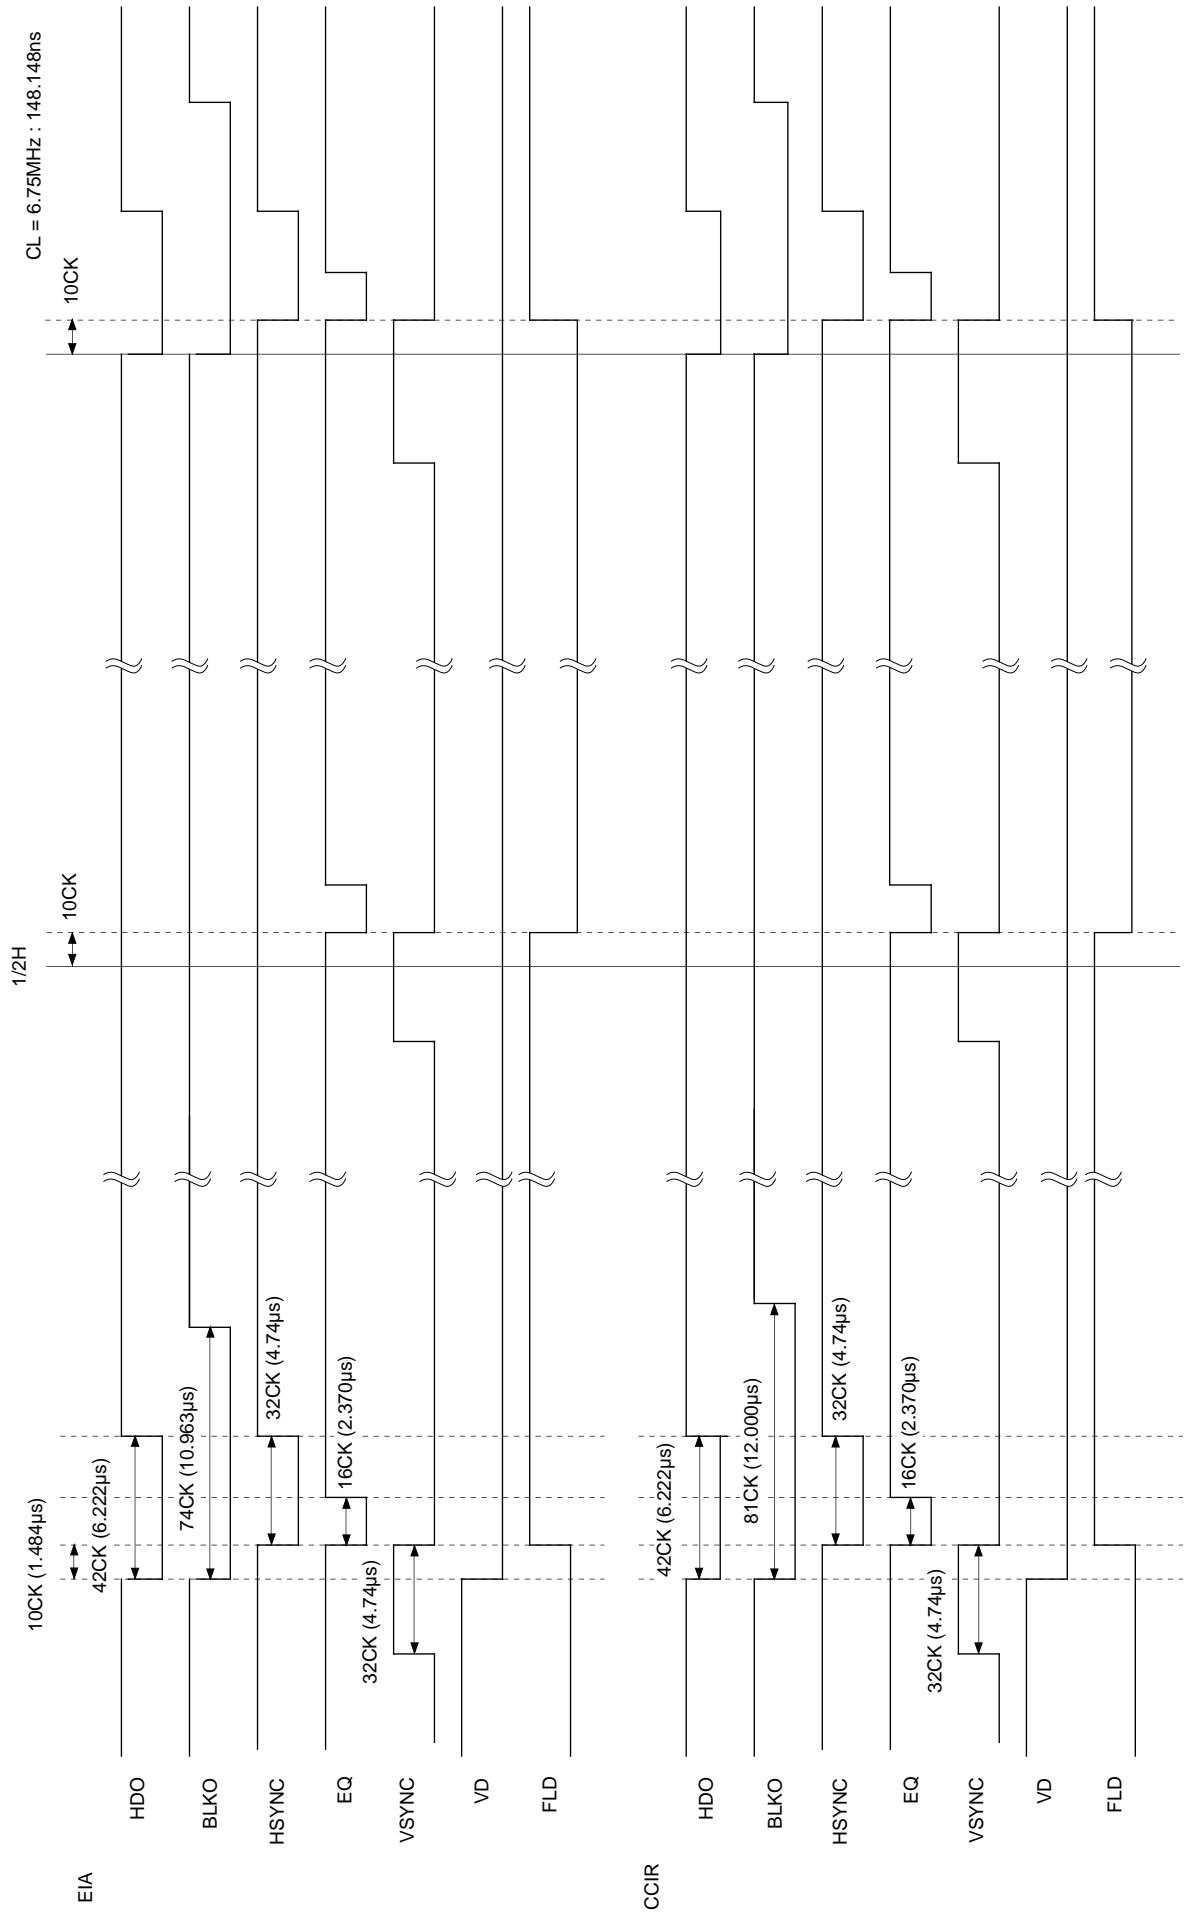 CL = 6.75MHz : 148.148ns
EIA
1/2H
10CK (1.484µs)
10CK
10CK
HDO
42CK (6.222µs)
BLKO
74CK (10.963µs)
HSYNC
32CK (4.74µs)
EQ
16CK (2.370µs)
VSYNC
32CK (4.74µs)
VD
FLD
CCIR
HDO
42CK (6.222µs)
BLKO
81CK (12.000µs)
HSYNC
32CK (4.74µs)
EQ
16CK (2.370µs)
VSYNC
32CK (4.74µs)
VD
FLD